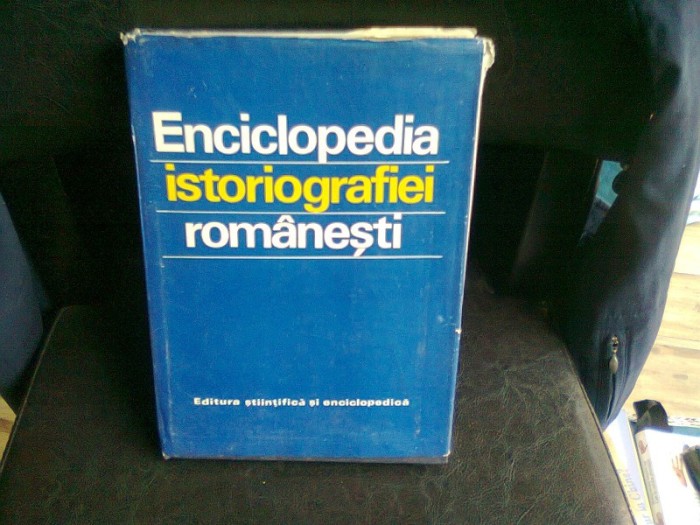 Enciclopedia
istoriografiei
românești
Editura științifică și enciclopedică